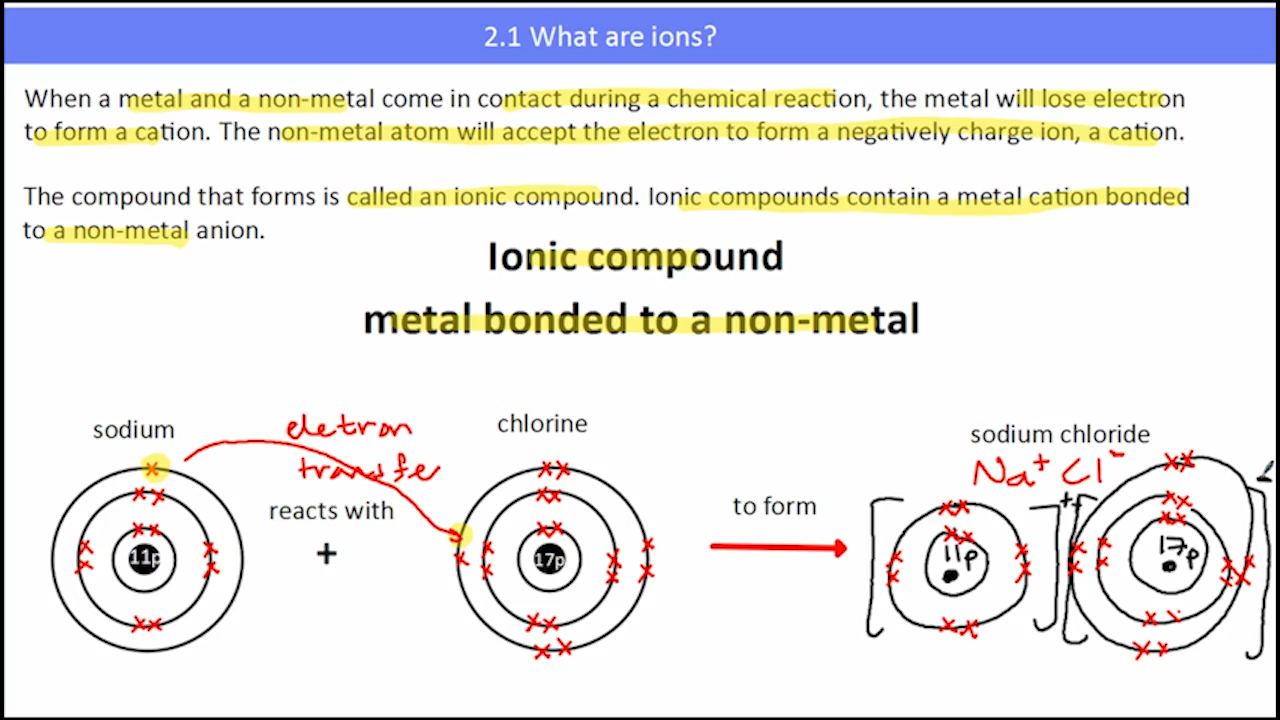 2.1 What are ions?
When a metal and a non-metal come in contact during a chemical reaction, the metal will lose electron
to form a cation. The non-metal atom will accept the electron to form a negatively charge ion, a cation.
The compound that forms is called an ionic compound. Ionic compounds contain a metal cation bonded
to a non-metal anion.
Ionic compound
metal bonded to a non-metal
sodium
eletron
transfer
chlorine
sodium chloride
Na+ Cl-
reacts with
+
to form
11p
17p
11p
+
17p